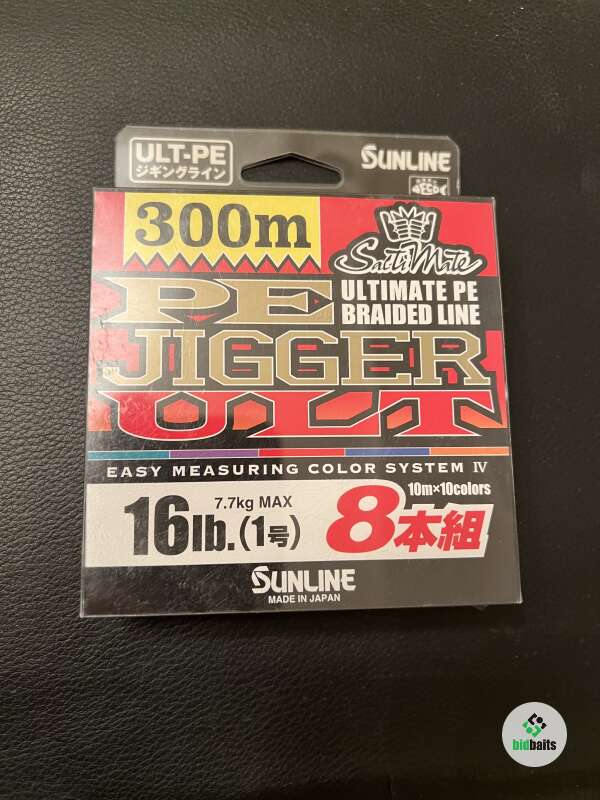 ULT-PE
ジギングライン
SUNLINE
300m
SaltiMate
PE
ULTIMATE PE
BRAIDED LINE
JIGGER
ULT
EASY MEASURING COLOR SYSTEM Ⅳ
7.7kg MAX
10m×10colors
16lb.(1号)
8本組
SUNLINE
MADE IN JAPAN
bidbaits